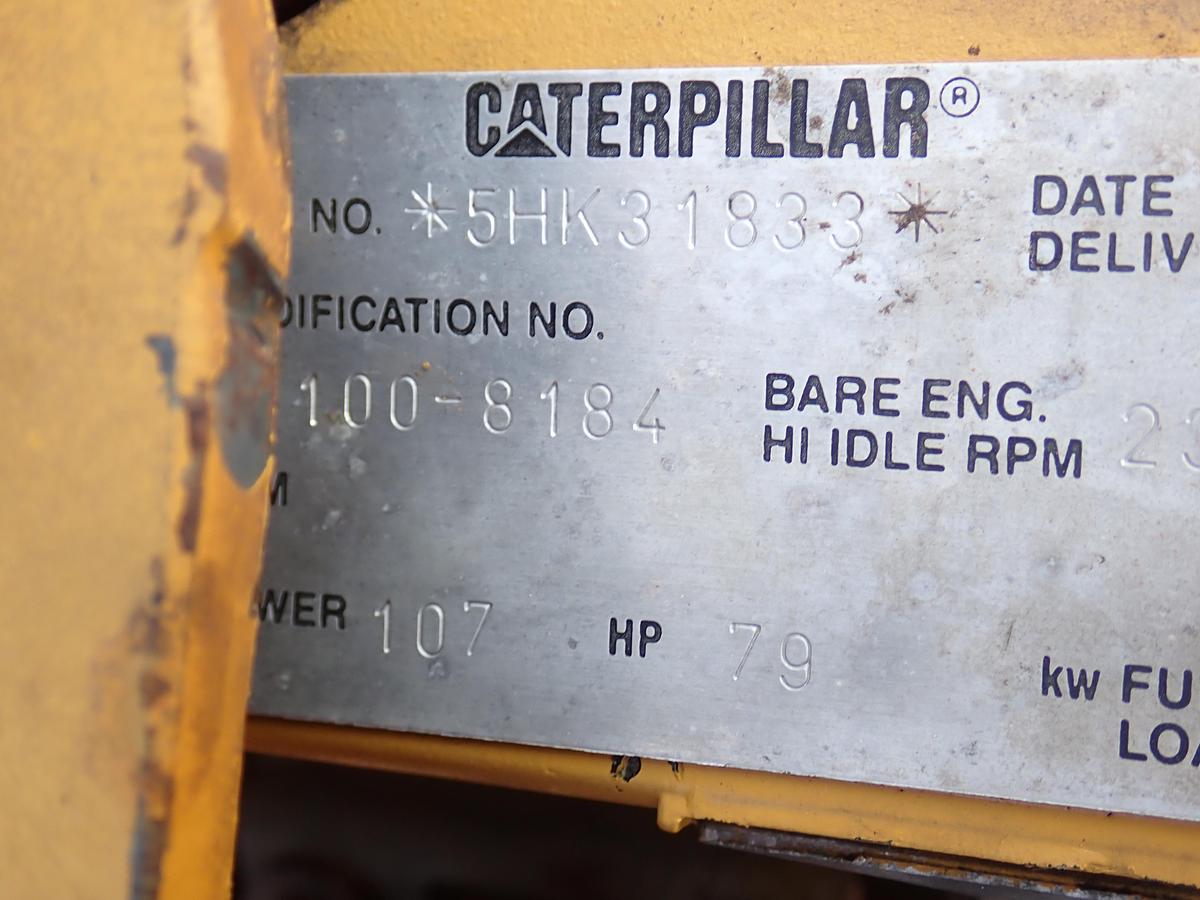 CATERPILLAR®
NO. *5HK31833*
DATE
DELIV
DIFICATION NO.
100-8184
BARE ENG.
HI IDLE RPM 23
M
WER 107 HP 79 kw
FU
LOA